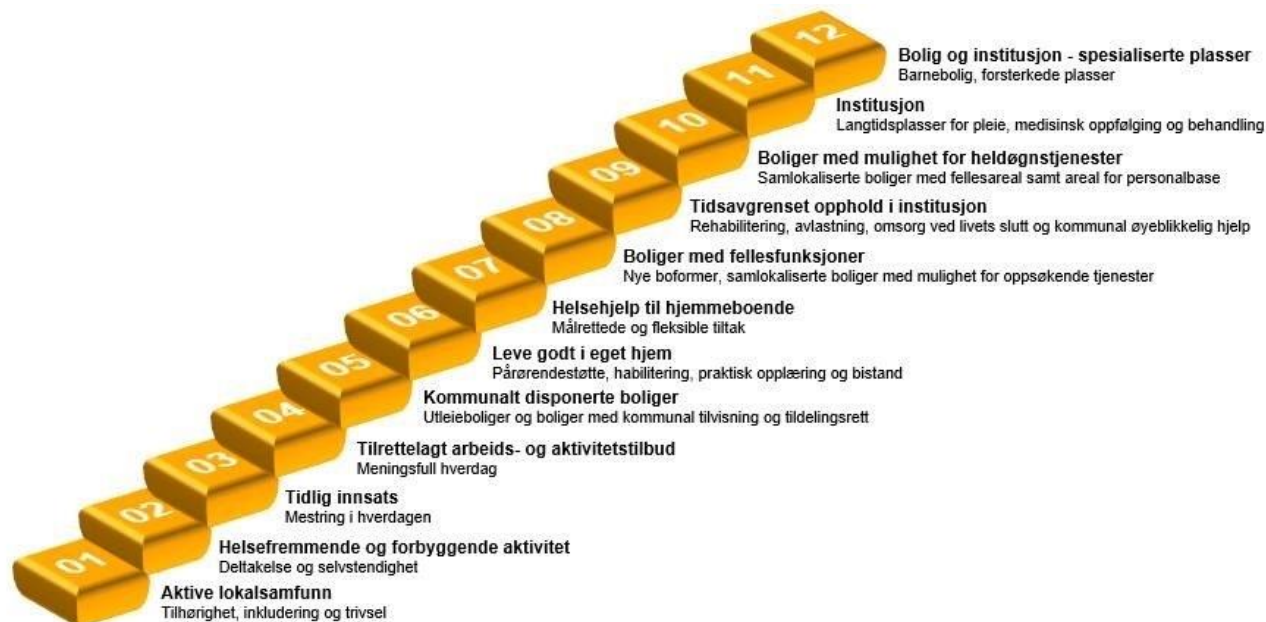 12
Bolig og institusjon - spesialiserte plasser
Barnebolig, forsterkede plasser
11
Institusjon
Langtidsplasser for pleie, medisinsk oppfølging og behandling
10
Boliger med mulighet for heldøgnstjenester
Samlokaliserte boliger med fellesareal samt areal for personalbase
09
Tidsavgrenset opphold i institusjon
Rehabilitering, avlastning, omsorg ved livets slutt og kommunal øyeblikkelig hjelp
08
Boliger med fellesfunksjoner
Nye boformer, samlokaliserte boliger med mulighet for oppsøkende tjenester
07
Helsehjelp til hjemmeboende
Målrettede og fleksible tiltak
06
Leve godt i eget hjem
Pårørendestøtte, habilitering, praktisk opplæring og bistand
05
Kommunalt disponerte boliger
Utleieboliger og boliger med kommunal tilvisning og tildelingsrett
04
Tilrettelagt arbeids- og aktivitetstilbud
Meningsfull hverdag
03
Tidlig innsats
Mestring i hverdagen
02
Helsefremmende og forbyggende aktivitet
Deltakelse og selvstendighet
01
Aktive lokalsamfunn
Tilhørighet, inkludering og trivsel